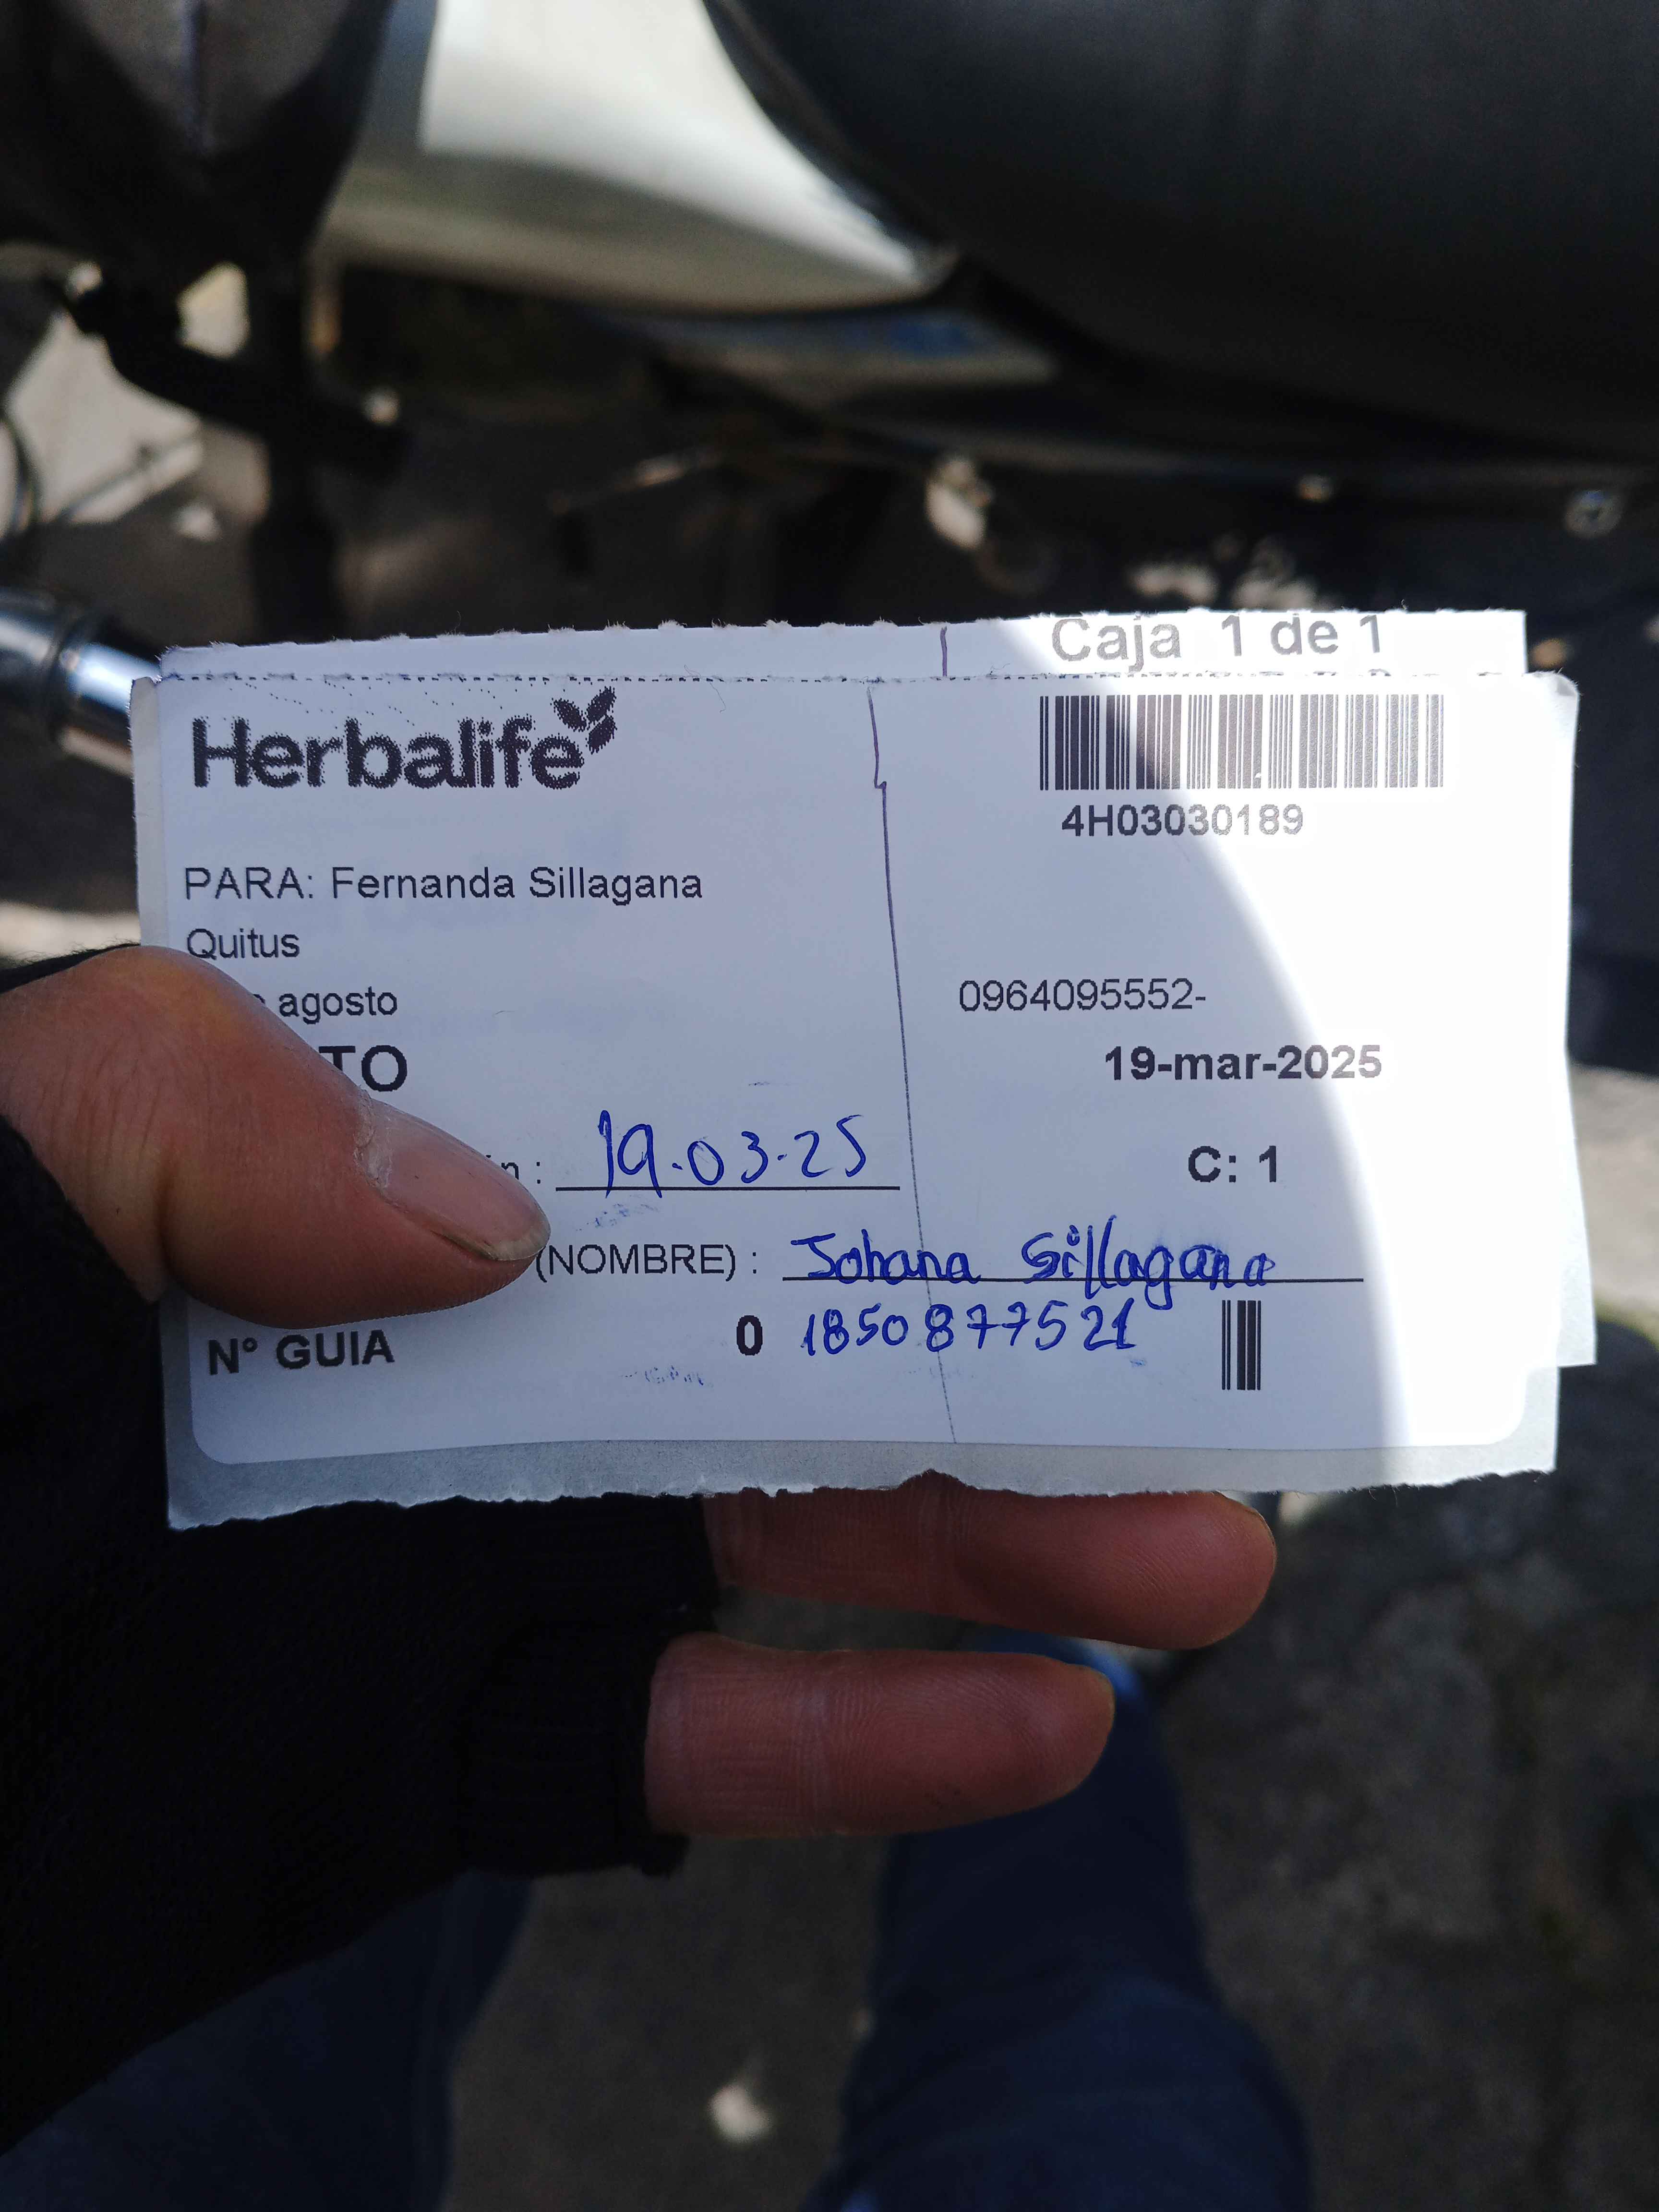 Caja 1 de 1
Herbalife
4H03030189
PARA: Fernanda Sillagana
Quitus
agosto 0964095552-
TO 19-mar-2025
n : 19.03.25 C: 1
(NOMBRE) : Johana Sillagana
N° GUIA 0 1850877521